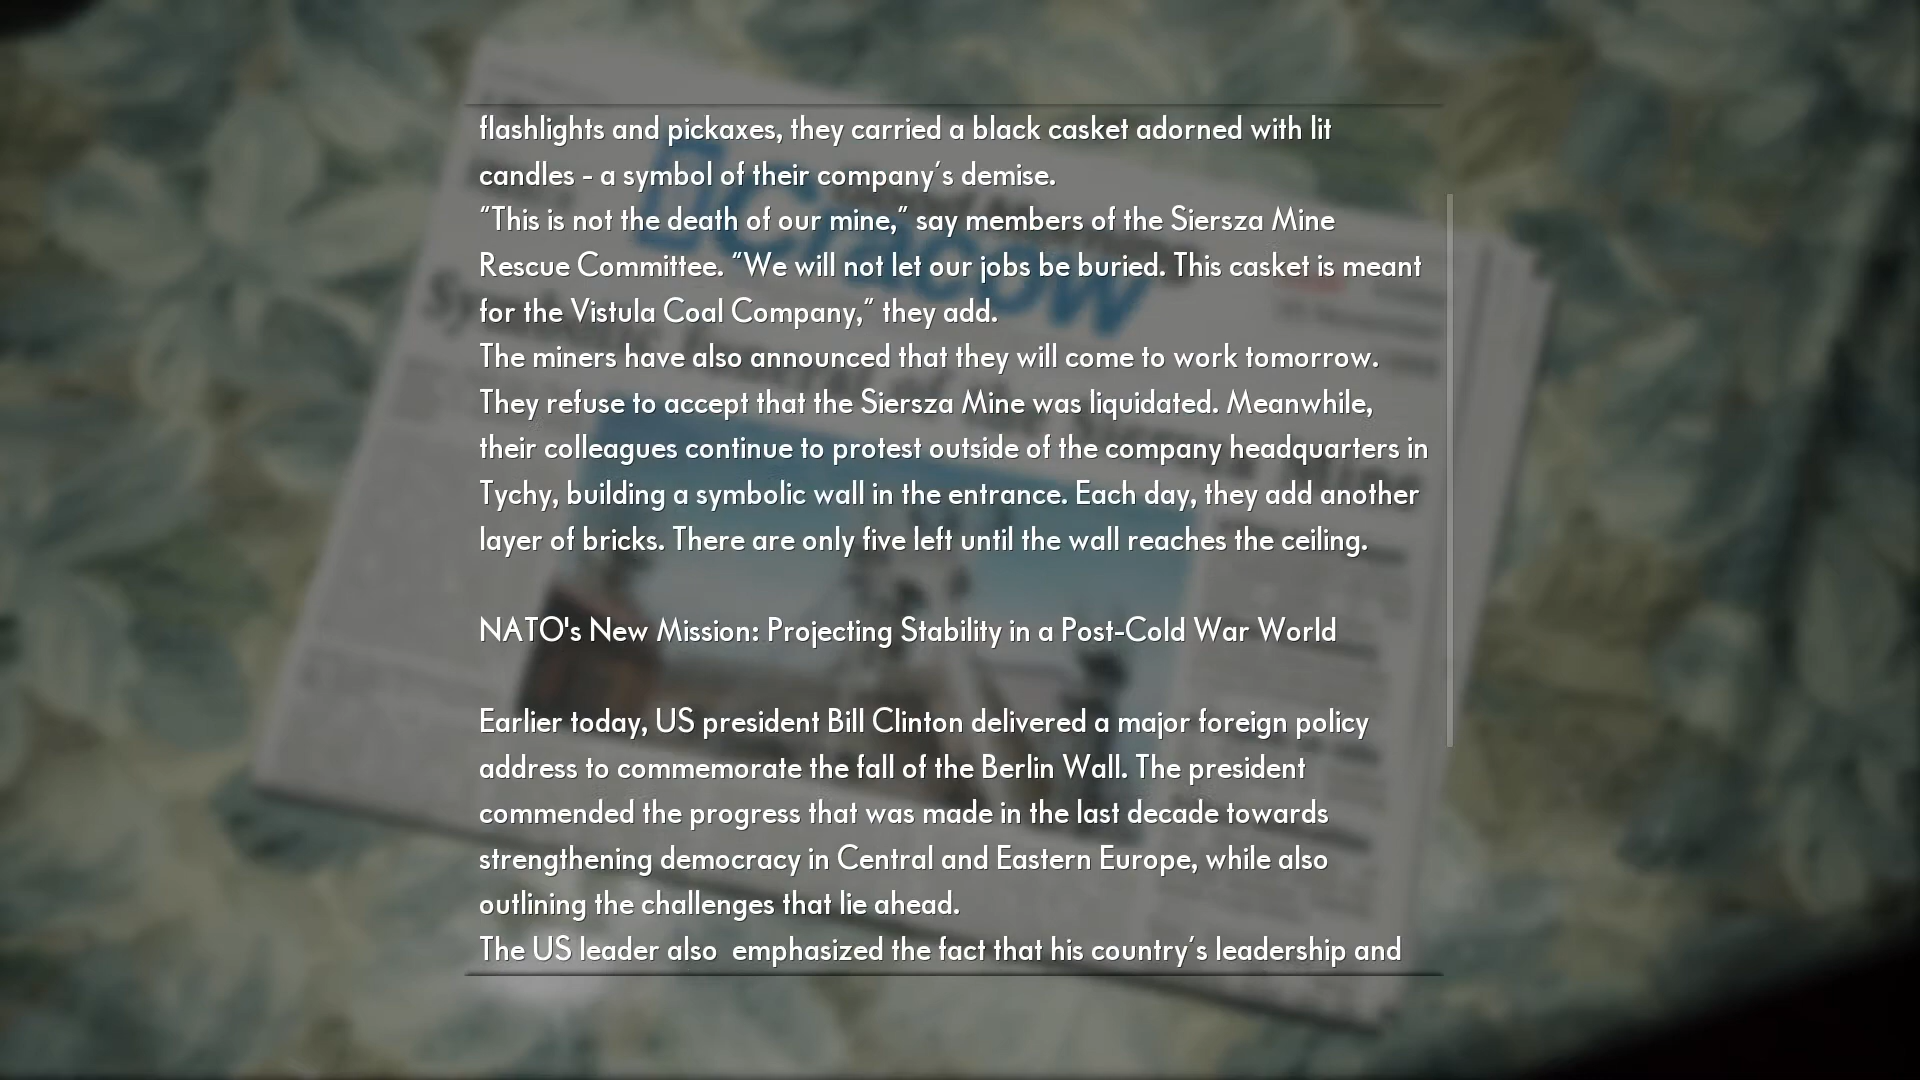 flashlights and pickaxes, they carried a black casket adorned with lit
candles - a symbol of their company's demise.
"This is not the death of our mine," say members of the Siersza Mine
Rescue Committee. "We will not let our jobs be buried. This casket is meant
for the Vistula Coal Company," they add.
The miners have also announced that they will come to work tomorrow.
They refuse to accept that the Siersza Mine was liquidated. Meanwhile,
their colleagues continue to protest outside of the company headquarters in
Tychy, building a symbolic wall in the entrance. Each day, they add another
layer of bricks. There are only five left until the wall reaches the ceiling.
NATO's New Mission: Projecting Stability in a Post-Cold War World
Earlier today, US president Bill Clinton delivered a major foreign policy
address to commemorate the fall of the Berlin Wall. The president
commended the progress that was made in the last decade towards
strengthening democracy in Central and Eastern Europe, while also
outlining the challenges that lie ahead.
The US leader also  emphasized the fact that his country's leadership and
Cracow